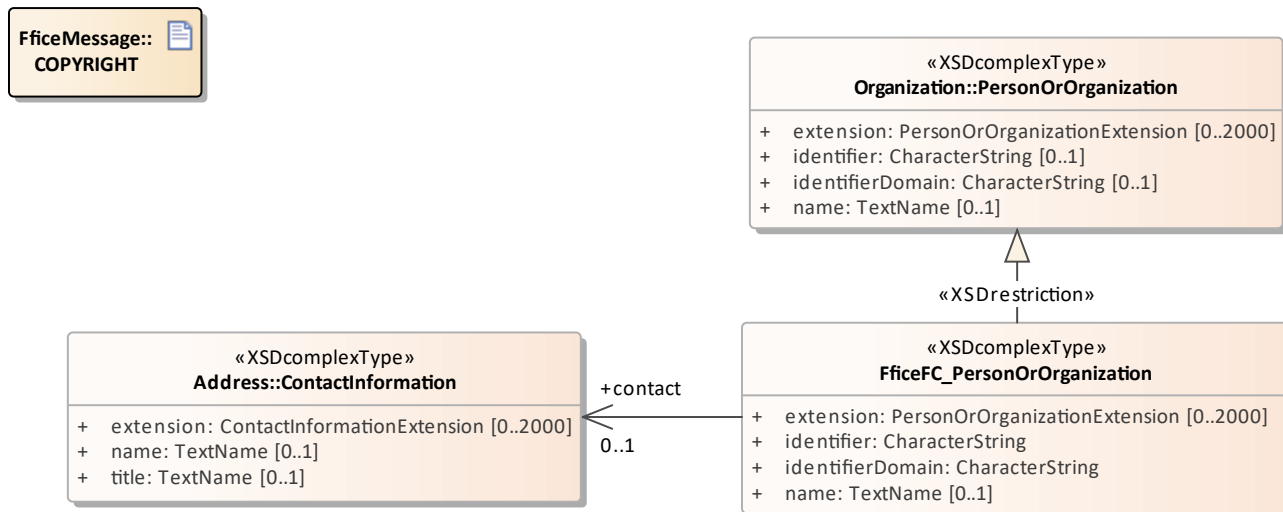 FficeMessage::
COPYRIGHT
«XSDcomplexType»
Organization::PersonOrOrganization
+ extension: PersonOrOrganizationExtension [0..2000]
+ identifier: CharacterString [0..1]
+ identifierDomain: CharacterString [0..1]
+ name: TextName [0..1]
«XSDrestriction»
«XSDcomplexType»
Address::ContactInformation
+ extension: ContactInformationExtension [0..2000]
+ name: TextName [0..1]
+ title: TextName [0..1]
+contact
0..1
«XSDcomplexType»
FficeFC_PersonOrOrganization
+ extension: PersonOrOrganizationExtension [0..2000]
+ identifier: CharacterString
+ identifierDomain: CharacterString
+ name: TextName [0..1]